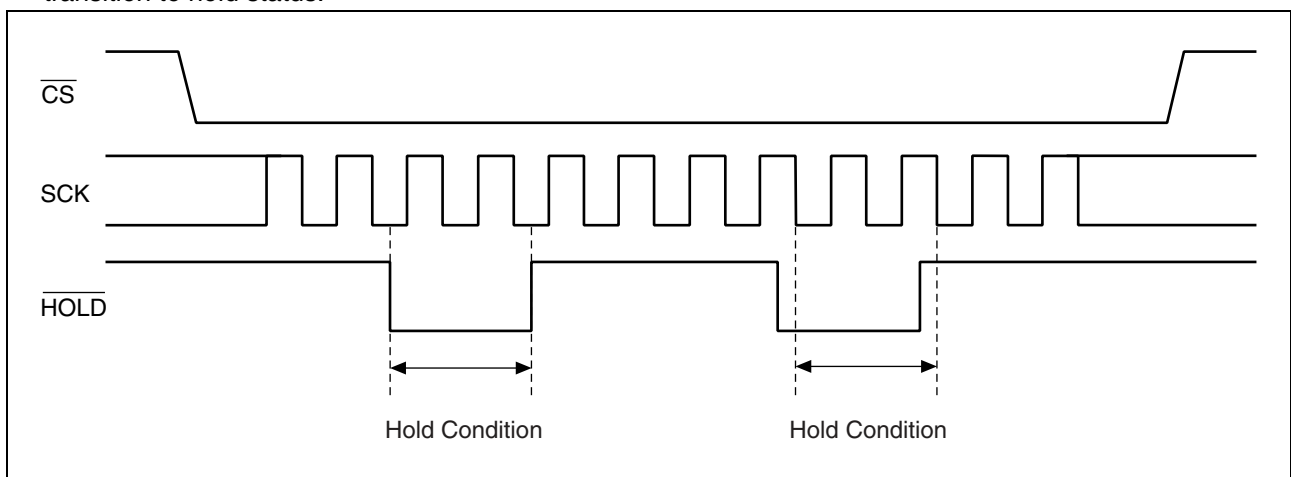 transition to hold status.
CS
SCK
HOLD
Hold Condition
Hold Condition